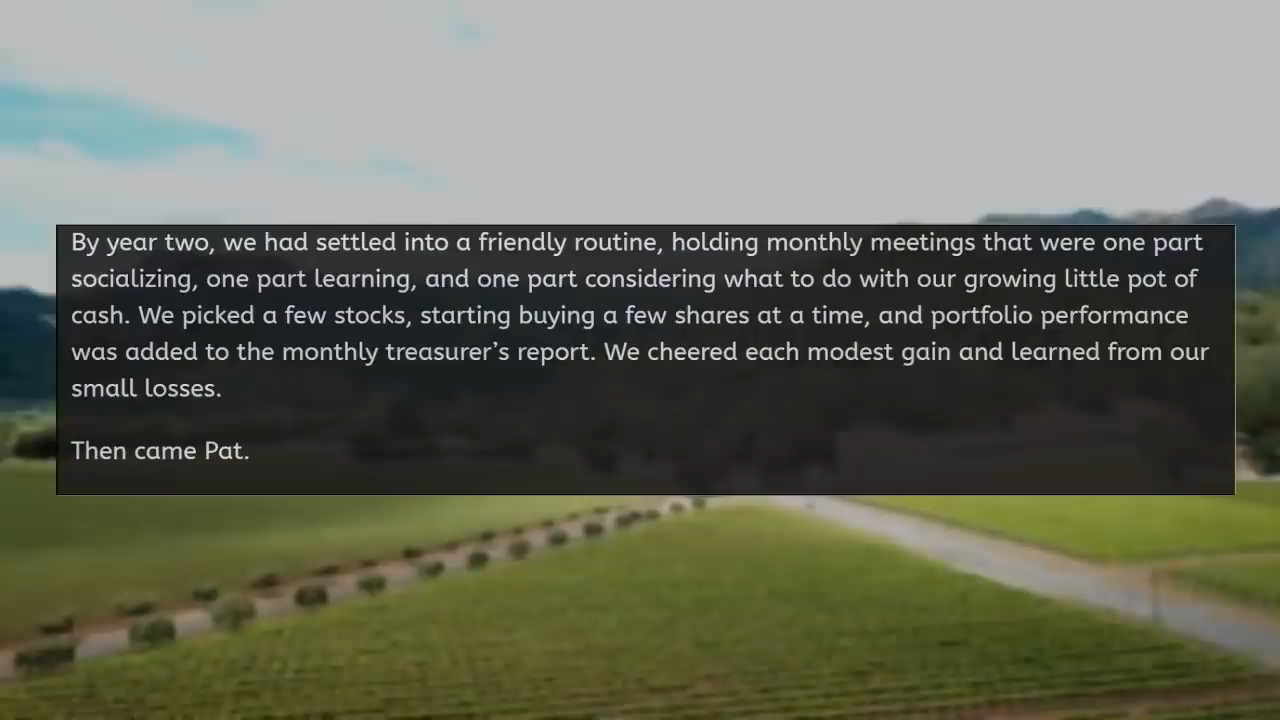 By year two, we had settled into a friendly routine, holding monthly meetings that were one part
socializing, one part learning, and one part considering what to do with our growing little pot of
cash. We picked a few stocks, starting buying a few shares at a time, and portfolio performance
was added to the monthly treasurer’s report. We cheered each modest gain and learned from our
small losses.
Then came Pat.